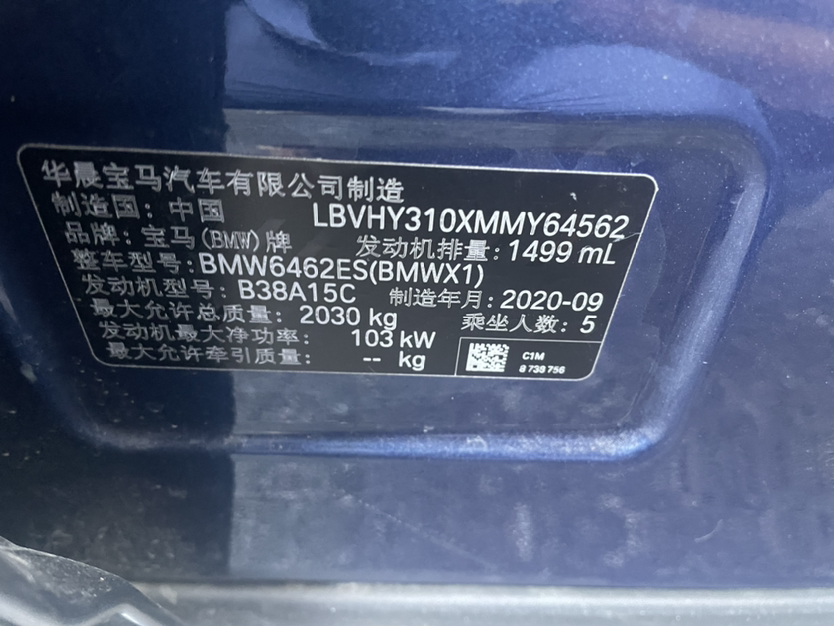 华晨宝马汽车有限公司制造
制造国：中国 LBVHY310XMMY64562
品牌：宝马(BMW)牌 发动机排量：1499 mL
整车型号：BMW6462ES(BMWX1)
发动机型号：B38A15C 制造年月：2020-09
最大允许总质量：2030 kg 乘坐人数：5
发动机最大净功率：103 kW
最大允许牵引质量：-- kg
C1M
8 738 756